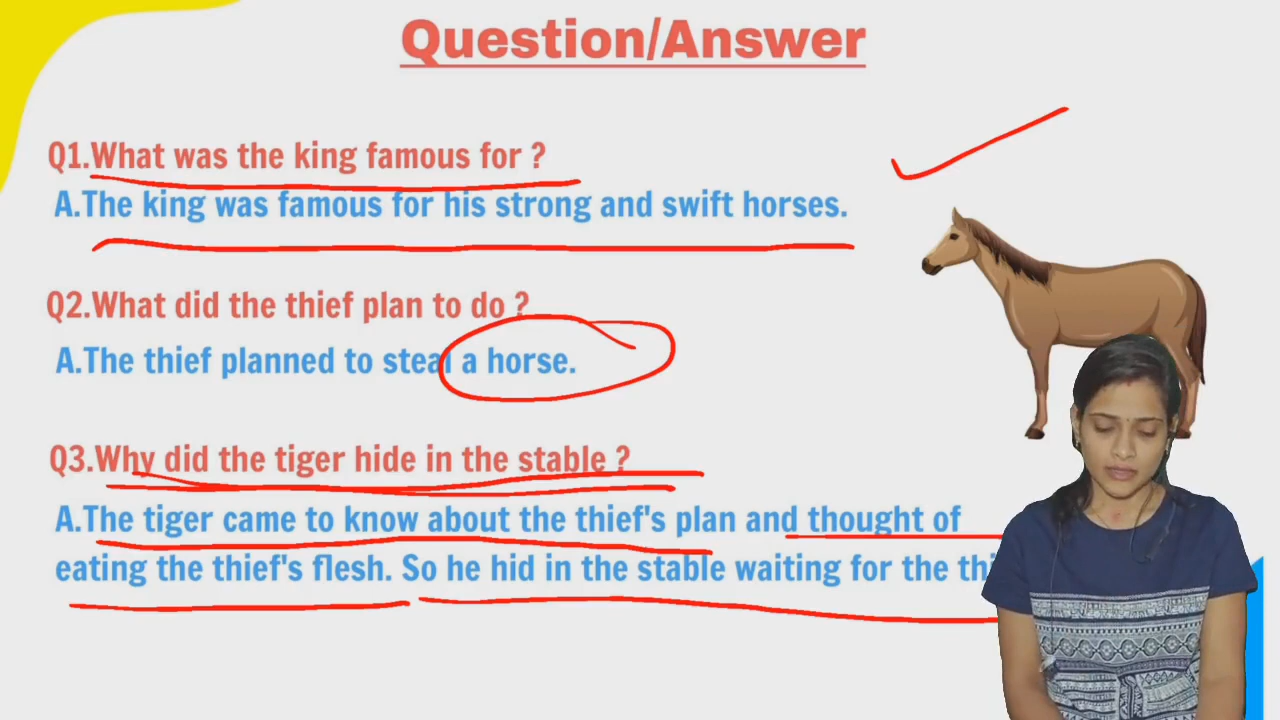 Question/Answer
Q1.What was the king famous for ?
A.The king was famous for his strong and swift horses.
Q2.What did the thief plan to do ?
A.The thief planned to steal a horse.
Q3.Why did the tiger hide in the stable ?
A.The tiger came to know about the thief's plan and thought of
eating the thief's flesh. So he hid in the stable waiting for the